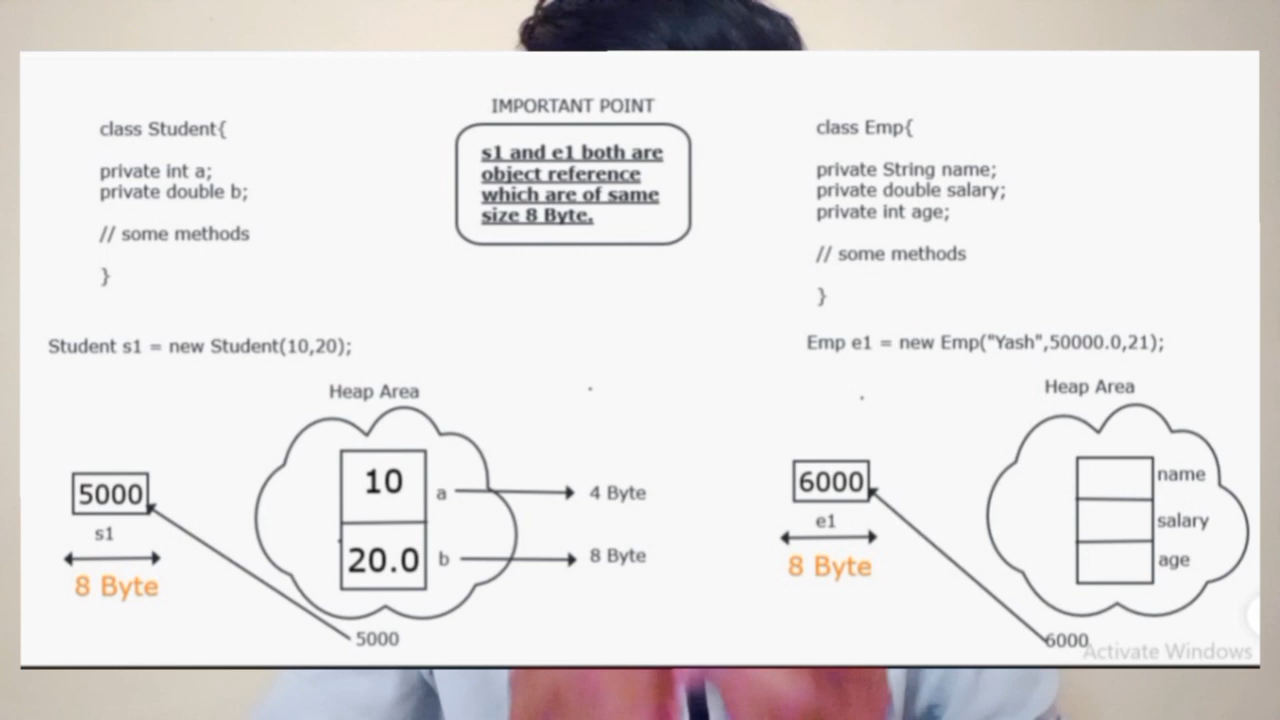 IMPORTANT POINT
s1 and e1 both are
object reference
which are of same
size 8 Byte.
class Student{
private int a;
private double b;
// some methods
}
Student s1 = new Student(10,20);
Heap Area
5000
s1
8 Byte
10
a
4 Byte
20.0
b
8 Byte
5000
class Emp{
private String name;
private double salary;
private int age;
// some methods
}
Emp e1 = new Emp("Yash",50000.0,21);
Heap Area
6000
e1
8 Byte
name
salary
age
6000
Activate Windows